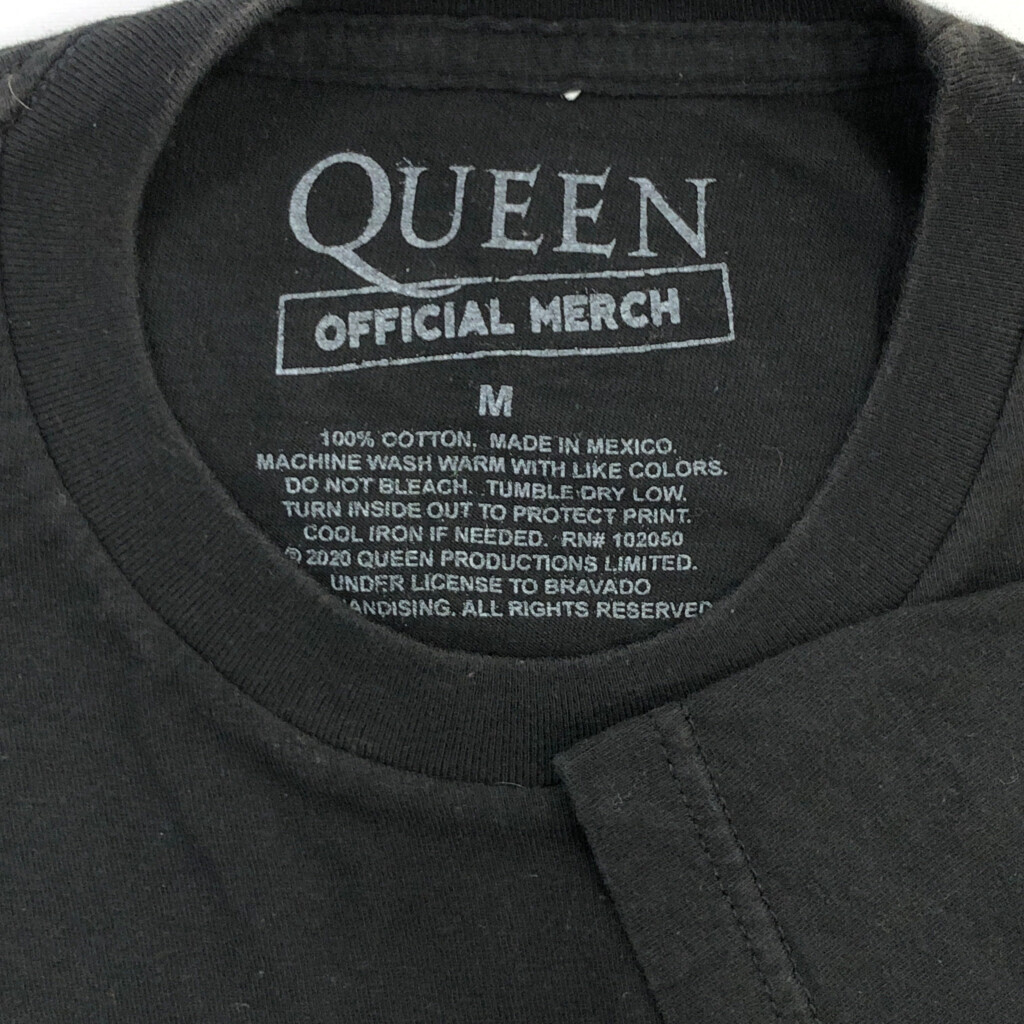 QUEEN
OFFICIAL MERCH
M
100% COTTON. MADE IN MEXICO.
MACHINE WASH WARM WITH LIKE COLORS.
DO NOT BLEACH. TUMBLE DRY LOW.
TURN INSIDE OUT TO PROTECT PRINT.
COOL IRON IF NEEDED. RN# 102050
© 2020 QUEEN PRODUCTIONS LIMITED.
UNDER LICENSE TO BRAVADO
ALL RIGHTS RESERVED